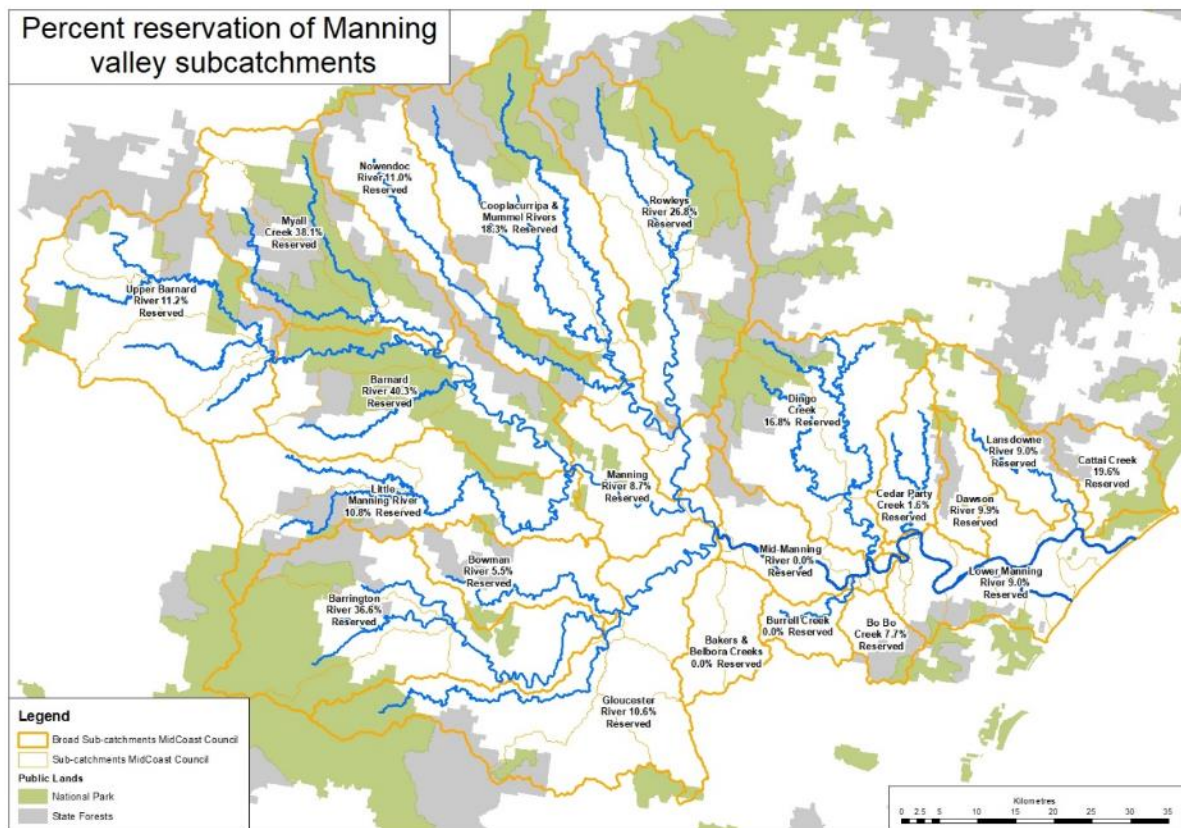 Percent reservation of Manning
valley subcatchments
Nowendoc
River 11.0%
Reserved
Cooplacurripa &
Mummel Rivers
18.3% Reserved
Rowleys
River 26.8%
Reserved
Myall
Creek 38.1%
Reserved
Upper Barnard
River 11.2%
Reserved
Barnard
River 40.3%
Reserved
Dingo
Creek
16.8% Reserved
Lansdowne
River 9.0%
Reserved
Cattai Creek
19.6%
Reserved
Manning
River 8.7%
Reserved
Little
Manning River
10.8% Reserved
Cedar Party
Creek 1.6%
Reserved
Dawson
River 9.9%
Reserved
Mid-Manning
River 0.0%
Reserved
Lower Manning
River 9.0%
Reserved
Bowman
River 5.5%
Reserved
Barrington
River 36.6%
Reserved
Burrell Creek
0.0% Reserved
Bo Bo
Creek 7.7%
Reserved
Bakers &
Belbora Creeks
0.0% Reserved
Gloucester
River 10.6%
Reserved
Legend
Broad Sub-catchments MidCoast Council
Sub-catchments MidCoast Council
Public Lands
National Park
State Forests
Kilometres
0 2.5 5 10 15 20 25 30 35